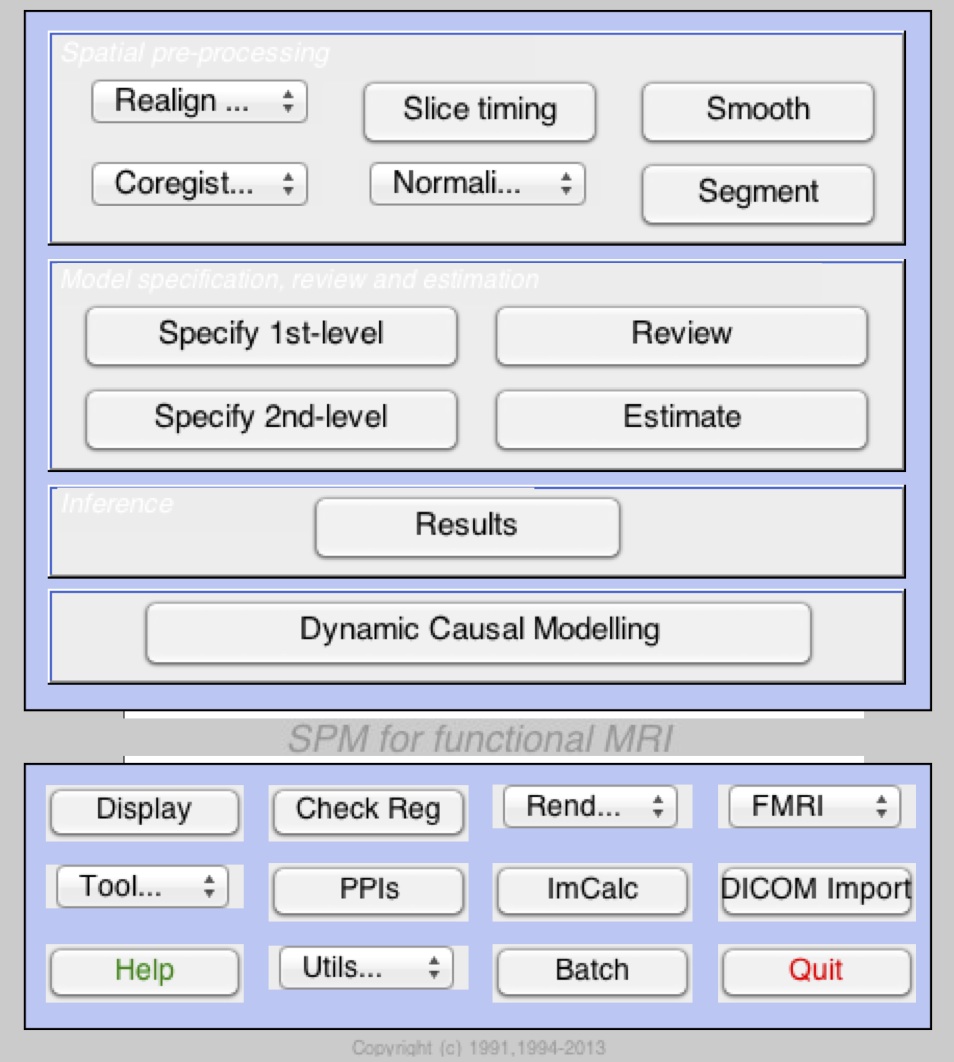 Spatial pre-processing
Realign ... Slice timing Smooth
Coregist... Normali... Segment
Model specification, review and estimation
Specify 1st-level Review
Specify 2nd-level Estimate
Inference
Results
Dynamic Causal Modelling
SPM for functional MRI
Display Check Reg Rend... FMRI
Tool... PPIs ImCalc DICOM Import
Help Utils... Batch Quit
Copyright (c) 1991,1994-2013